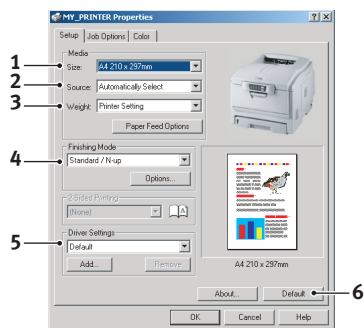 MY_PRINTER Properties
Setup Job Options Color
Media
1 Size: A4 210 x 297mm
2 Source: Automatically Select
3 Weight: Printer Setting
Paper Feed Options
Finishing Mode
4 Standard / N-up
Options...
2-Sided Printing
(None)
A
Driver Settings
5 Default
Add... Remove
A4 210 x 297mm
About... Default 6
OK Cancel Help